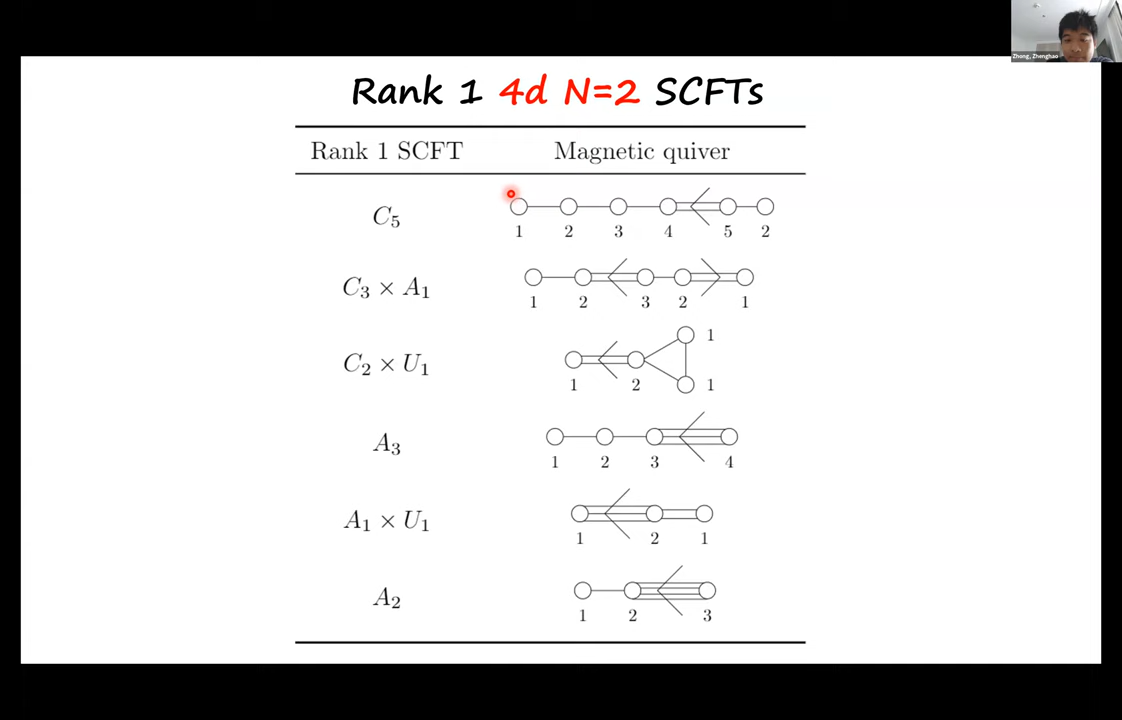 Zhong, Zhenghao
Rank 1 4d N=2 SCFTs
Rank 1 SCFT Magnetic quiver
C₅ 1 2 3 4 5 2
C₃ × A₁ 1 2 3 2 1
1
C₂ × U₁ 1 2 1
A₃ 1 2 3 4
A₁ × U₁ 1 2 1
A₂ 1 2 3